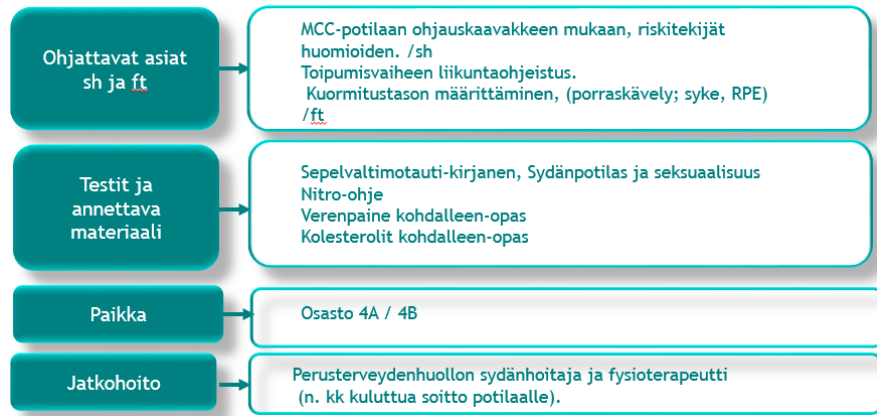 Ohjattavat asiat
sh ja ft
MCC-potilaan ohjauskaavakkeen mukaan, riskitekijät
huomioiden. /sh
Toipumisvaiheen liikuntaohjeistus.
Kuormitustason määrittäminen, (porraskävely; syke, RPE)
/ft
Testit ja
annettava
materiaali
Sepelvaltimotauti-kirjanen, Sydänpotilas ja seksuaalisuus
Nitro-ohje
Verenpaine kohdalleen-opas
Kolesterolit kohdalleen-opas
Paikka
Osasto 4A / 4B
Jatkohoito
Perusterveydenhuollon sydänhoitaja ja fysioterapeutti
(n. kk kuluttua soitto potilaalle).